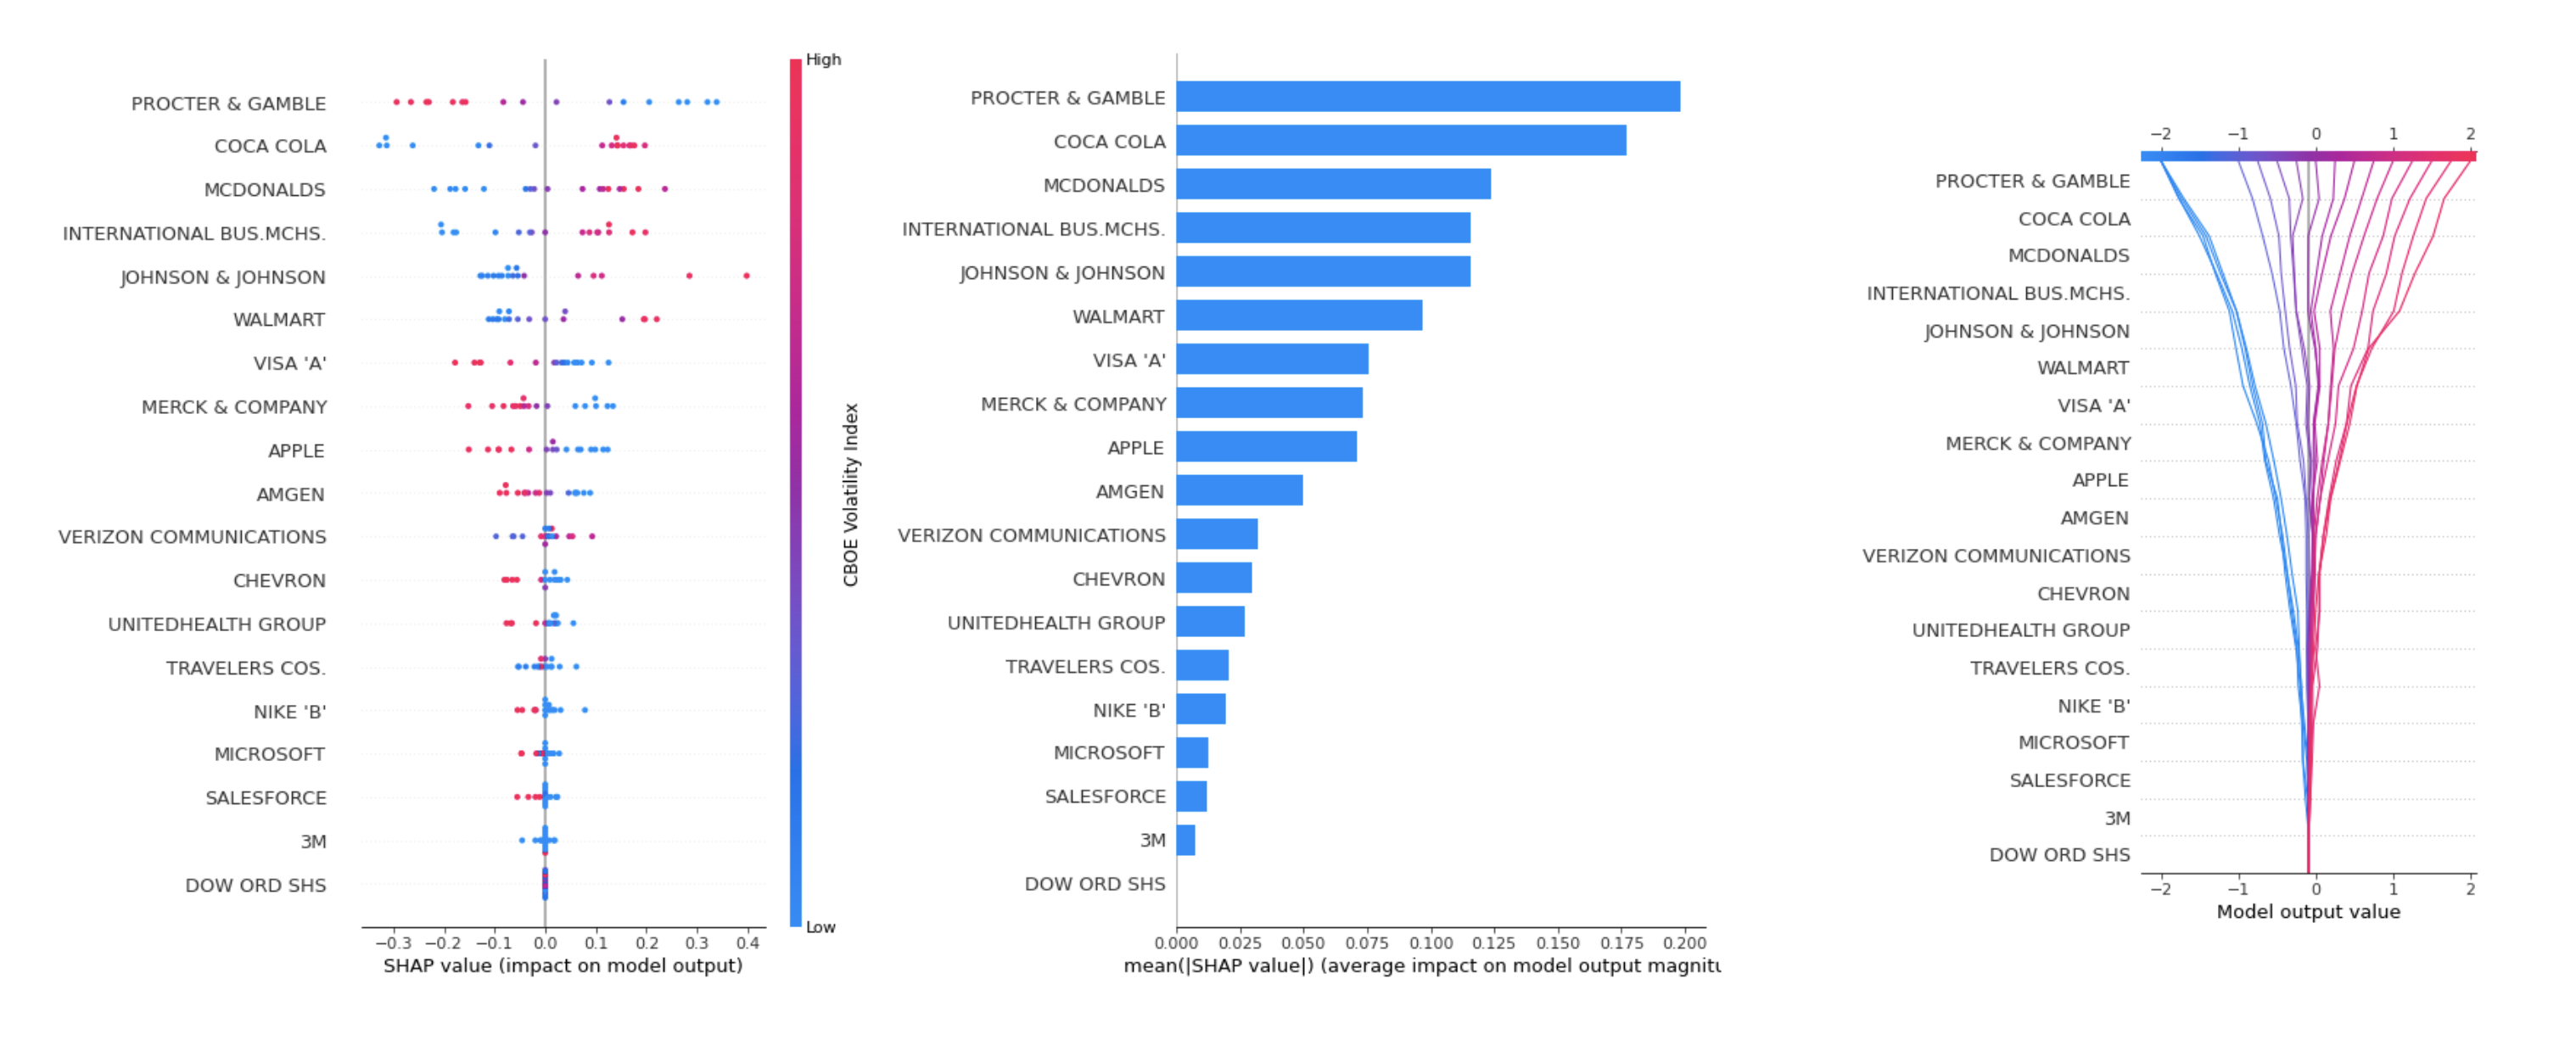 High
PROCTER & GAMBLE
COCA COLA
MCDONALDS
INTERNATIONAL BUS.MCHS.
JOHNSON & JOHNSON
WALMART
VISA 'A'
MERCK & COMPANY
APPLE
AMGEN
VERIZON COMMUNICATIONS
CHEVRON
UNITEDHEALTH GROUP
TRAVELERS COS.
NIKE 'B'
MICROSOFT
SALESFORCE
3M
DOW ORD SHS
−0.3 −0.2 −0.1 0.0 0.1 0.2 0.3 0.4
SHAP value (impact on model output)
Low
CBOE Volatility Index
PROCTER & GAMBLE
COCA COLA
MCDONALDS
INTERNATIONAL BUS.MCHS.
JOHNSON & JOHNSON
WALMART
VISA 'A'
MERCK & COMPANY
APPLE
AMGEN
VERIZON COMMUNICATIONS
CHEVRON
UNITEDHEALTH GROUP
TRAVELERS COS.
NIKE 'B'
MICROSOFT
SALESFORCE
3M
DOW ORD SHS
0.000 0.025 0.050 0.075 0.100 0.125 0.150 0.175 0.200
mean(|SHAP value|) (average impact on model output magnitu
−2 −1 0 1 2
PROCTER & GAMBLE
COCA COLA
MCDONALDS
INTERNATIONAL BUS.MCHS.
JOHNSON & JOHNSON
WALMART
VISA 'A'
MERCK & COMPANY
APPLE
AMGEN
VERIZON COMMUNICATIONS
CHEVRON
UNITEDHEALTH GROUP
TRAVELERS COS.
NIKE 'B'
MICROSOFT
SALESFORCE
3M
DOW ORD SHS
−2 −1 0 1 2
Model output value